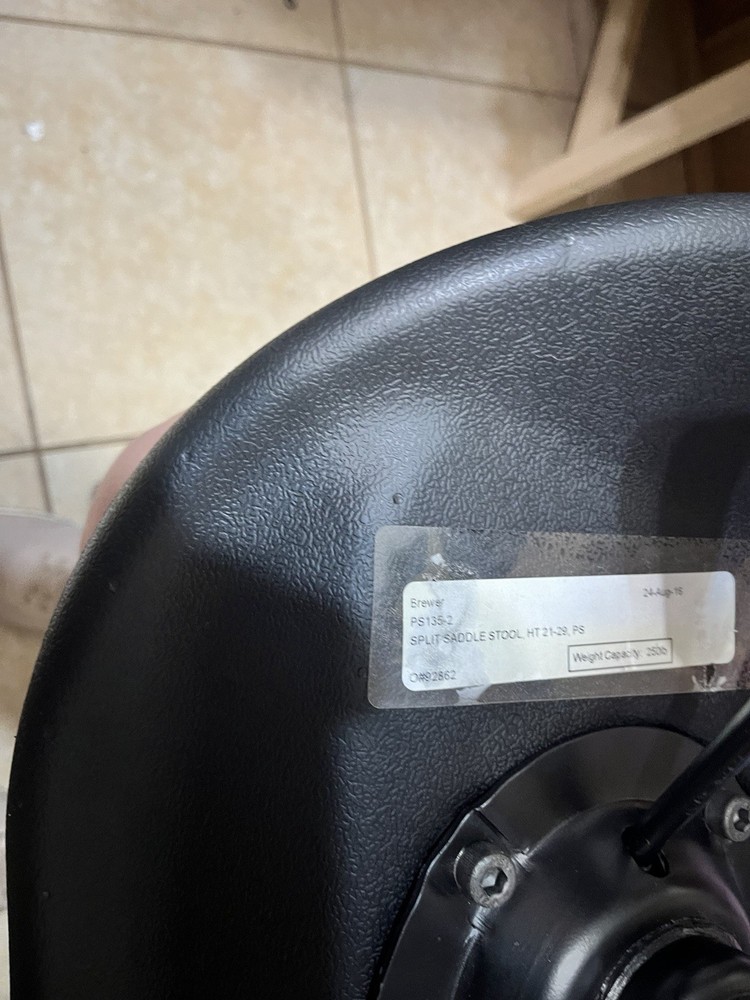 Brewer 24-Aug-16
PS135-2
SPLIT SADDLE STOOL, HT 21-29, PS
Weight Capacity: 250lb
O#92862